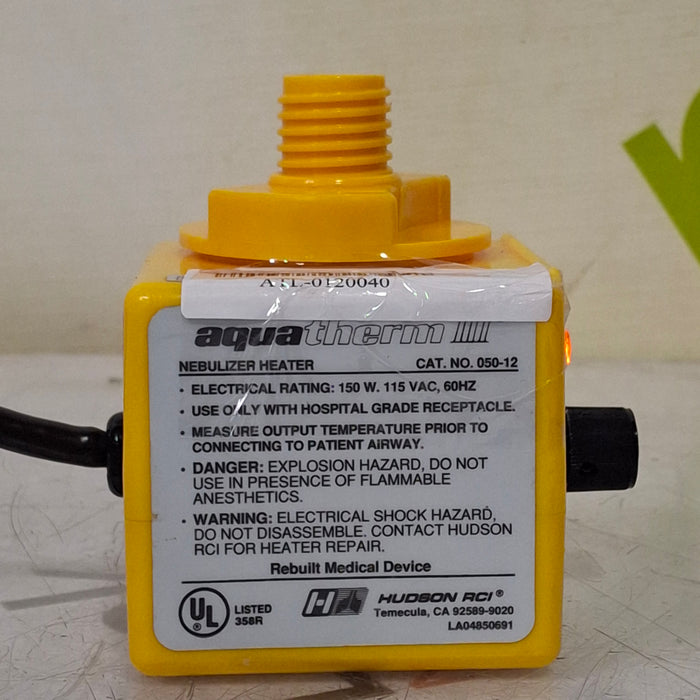 ATL-0120040
aquatherm III
NEBULIZER HEATER CAT. NO. 050-12
• ELECTRICAL RATING: 150 W. 115 VAC, 60HZ
• USE ONLY WITH HOSPITAL GRADE RECEPTACLE.
• MEASURE OUTPUT TEMPERATURE PRIOR TO
CONNECTING TO PATIENT AIRWAY.
• DANGER: EXPLOSION HAZARD, DO NOT
USE IN PRESENCE OF FLAMMABLE
ANESTHETICS.
• WARNING: ELECTRICAL SHOCK HAZARD,
DO NOT DISASSEMBLE. CONTACT HUDSON
RCI FOR HEATER REPAIR.
Rebuilt Medical Device
UL ® LISTED
358R
HUDSON RCI ®
Temecula, CA 92589-9020
LA04850691